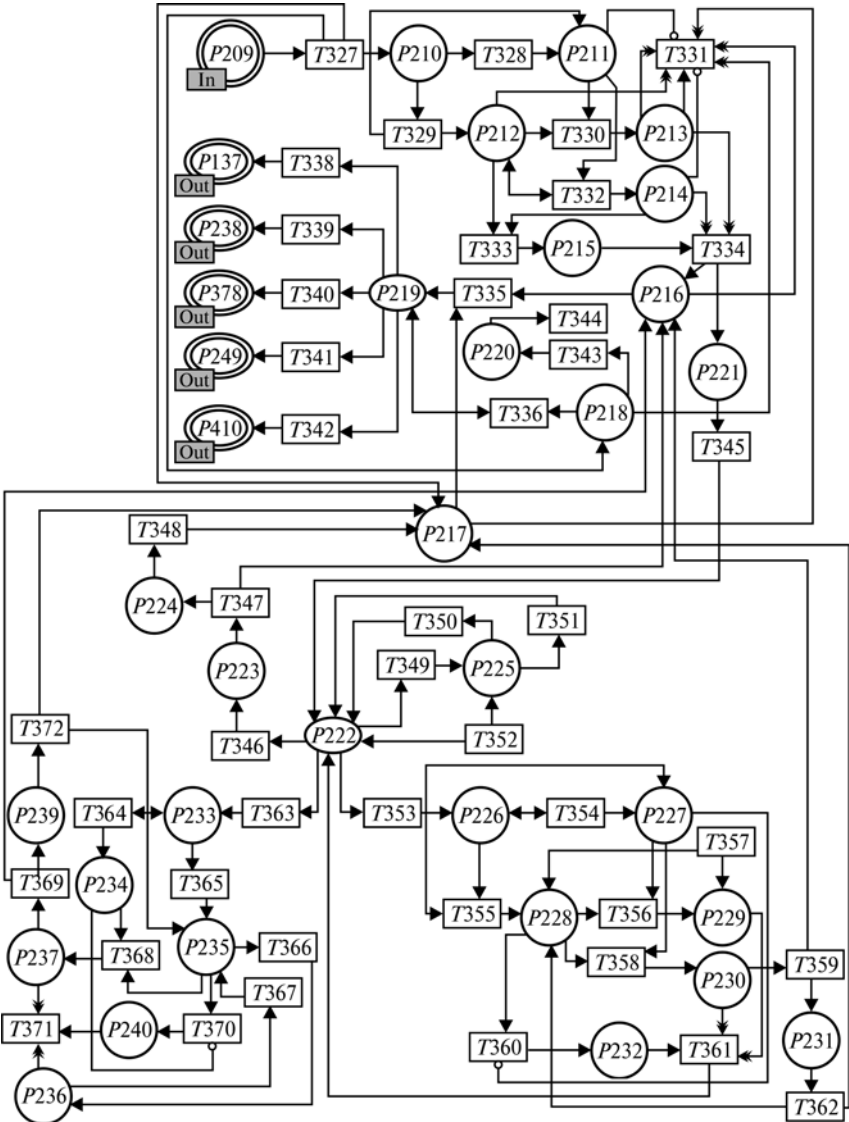 P209 T327 P210 T328 P211 T331
In
T329 P212 T330 P213
P137 T338
Out
T332 P214
P238 T339 T333 P215 T334
Out
P378 T340 P219 T335 P216
Out
T344
P249 T341 P220 T343 P221
Out
P410 T342 T336 P218
Out
T345
T348 P217
P224 T347 T350 T351
P223 T349 P225
T372 T346 P222 T352
P239 T364 P233 T363 T353 P226 T354 P227
T357
T369 P234 T365
T355 P228 T356 P229
P237 T368 P235 T366
T358 P230 T359
T367
T371 P240 T370
T360 P232 T361 P231
P236
T362